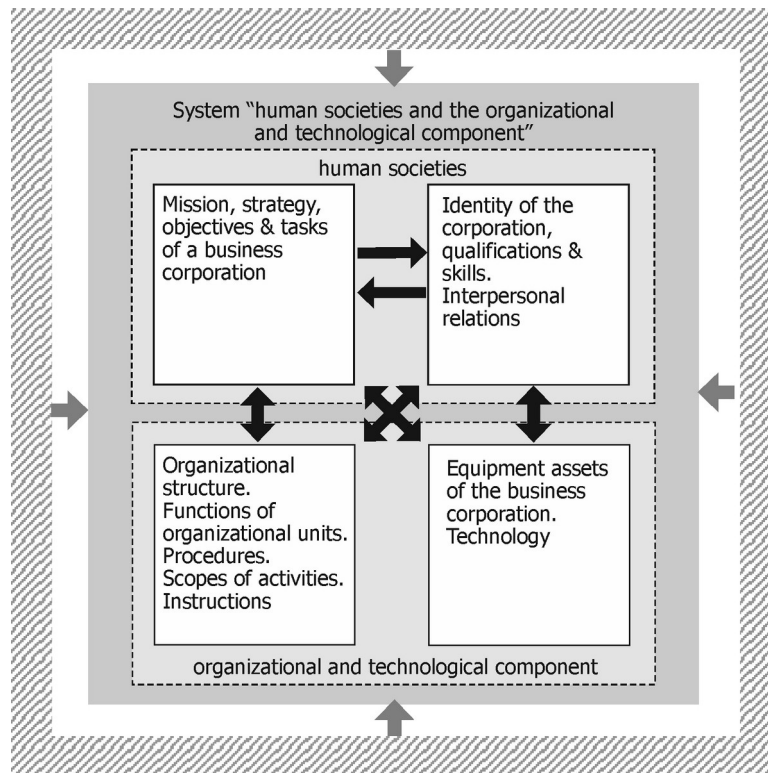 System “human societies and the organizational
and technological component”
human societies
Mission, strategy,
objectives & tasks
of a business
corporation
Identity of the
corporation,
qualifications &
skills.
Interpersonal
relations
Organizational
structure.
Functions of
organizational units.
Procedures.
Scopes of activities.
Instructions
Equipment assets
of the business
corporation.
Technology
organizational and technological component